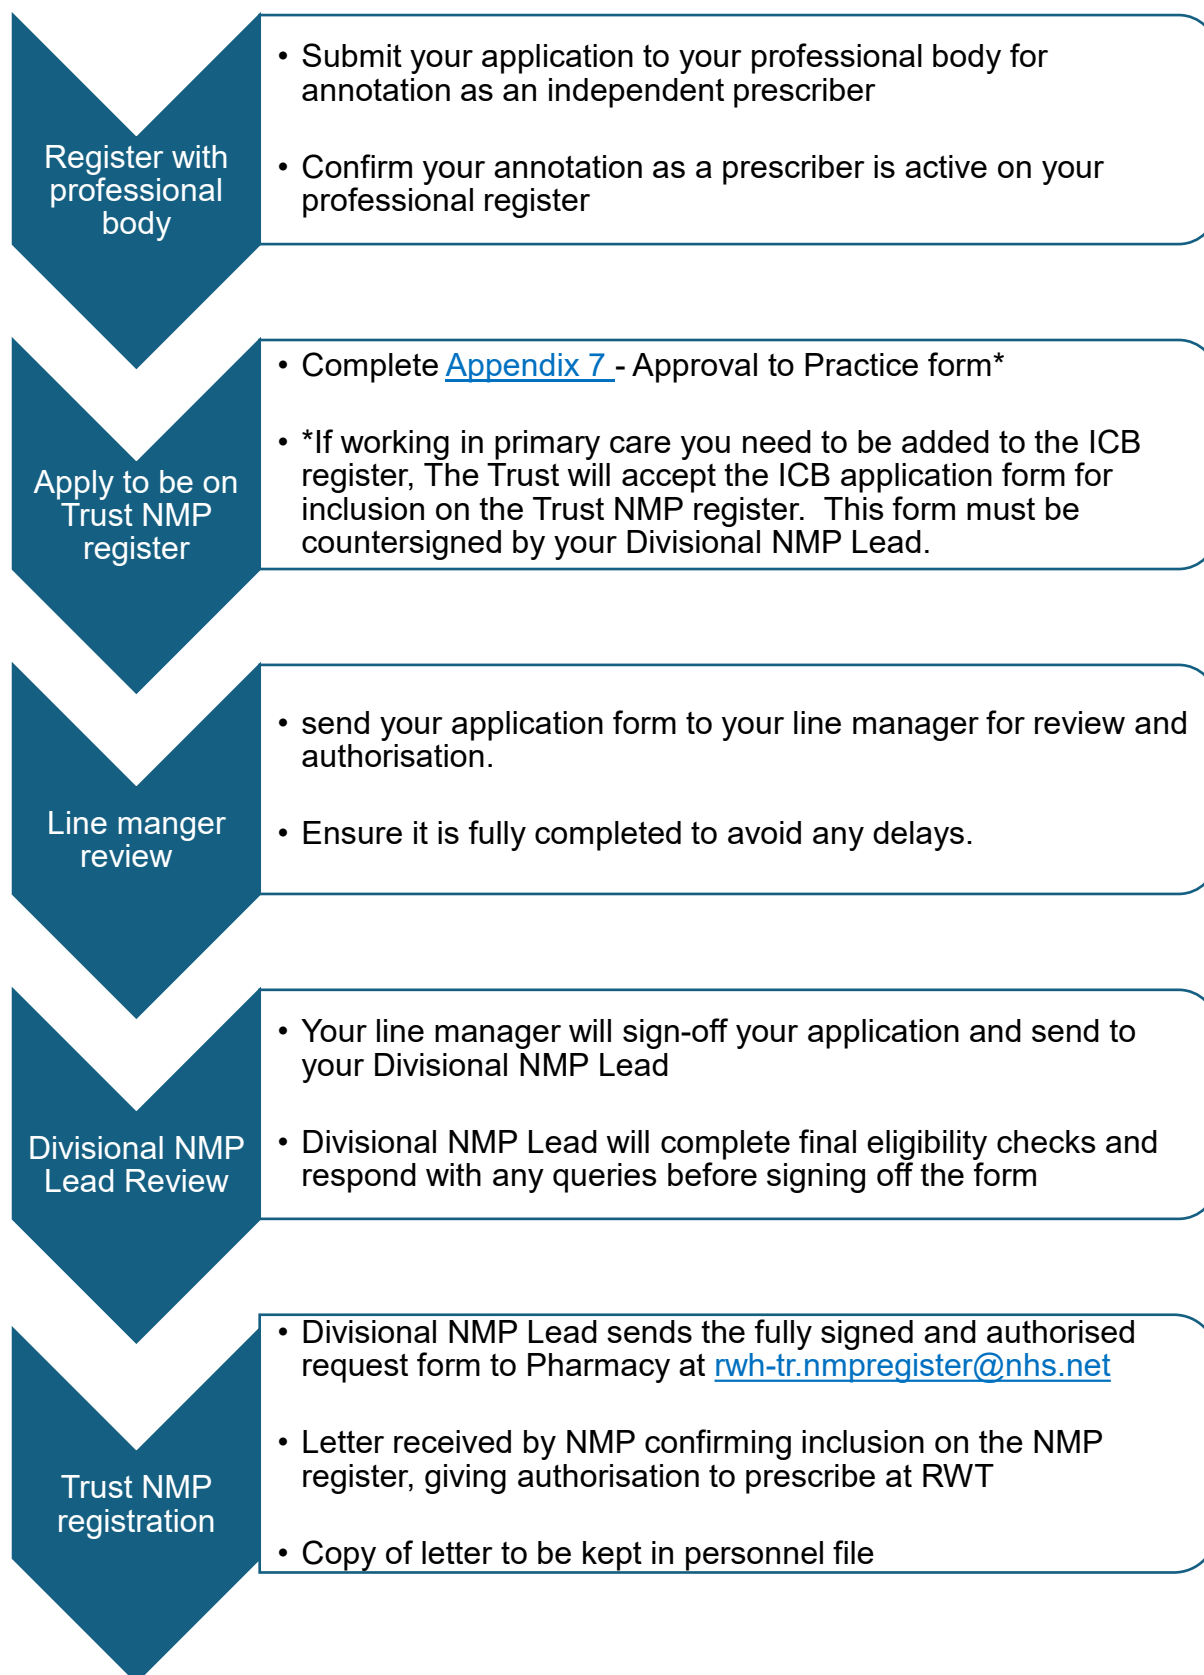 Register with
professional
body
• Submit your application to your professional body for
annotation as an independent prescriber
• Confirm your annotation as a prescriber is active on your
professional register
Apply to be on
Trust NMP
register
• Complete Appendix 7 - Approval to Practice form*
• *If working in primary care you need to be added to the ICB
register, The Trust will accept the ICB application form for
inclusion on the Trust NMP register.  This form must be
countersigned by your Divisional NMP Lead.
Line manger
review
• send your application form to your line manager for review and
authorisation.
• Ensure it is fully completed to avoid any delays.
Divisional NMP
Lead Review
• Your line manager will sign-off your application and send to
your Divisional NMP Lead
• Divisional NMP Lead will complete final eligibility checks and
respond with any queries before signing off the form
Trust NMP
registration
• Divisional NMP Lead sends the fully signed and authorised
request form to Pharmacy at rwh-tr.nmpregister@nhs.net
• Letter received by NMP confirming inclusion on the NMP
register, giving authorisation to prescribe at RWT
• Copy of letter to be kept in personnel file